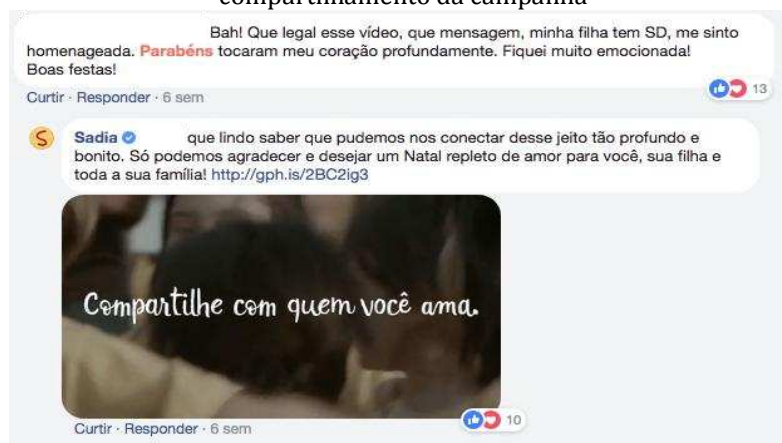 compartilhamento da campanha
Bah! Que legal esse vídeo, que mensagem, minha filha tem SD, me sinto
homenageada. Parabéns tocaram meu coração profundamente. Fiquei muito emocionada!
Boas festas!
Curtir · Responder · 6 sem
13
S
Sadia que lindo saber que pudemos nos conectar desse jeito tão profundo e
bonito. Só podemos agradecer e desejar um Natal repleto de amor para você, sua filha e
toda a sua família! http://gph.is/2BC2ig3
Compartilhe com quem você ama.
Curtir · Responder · 6 sem
10